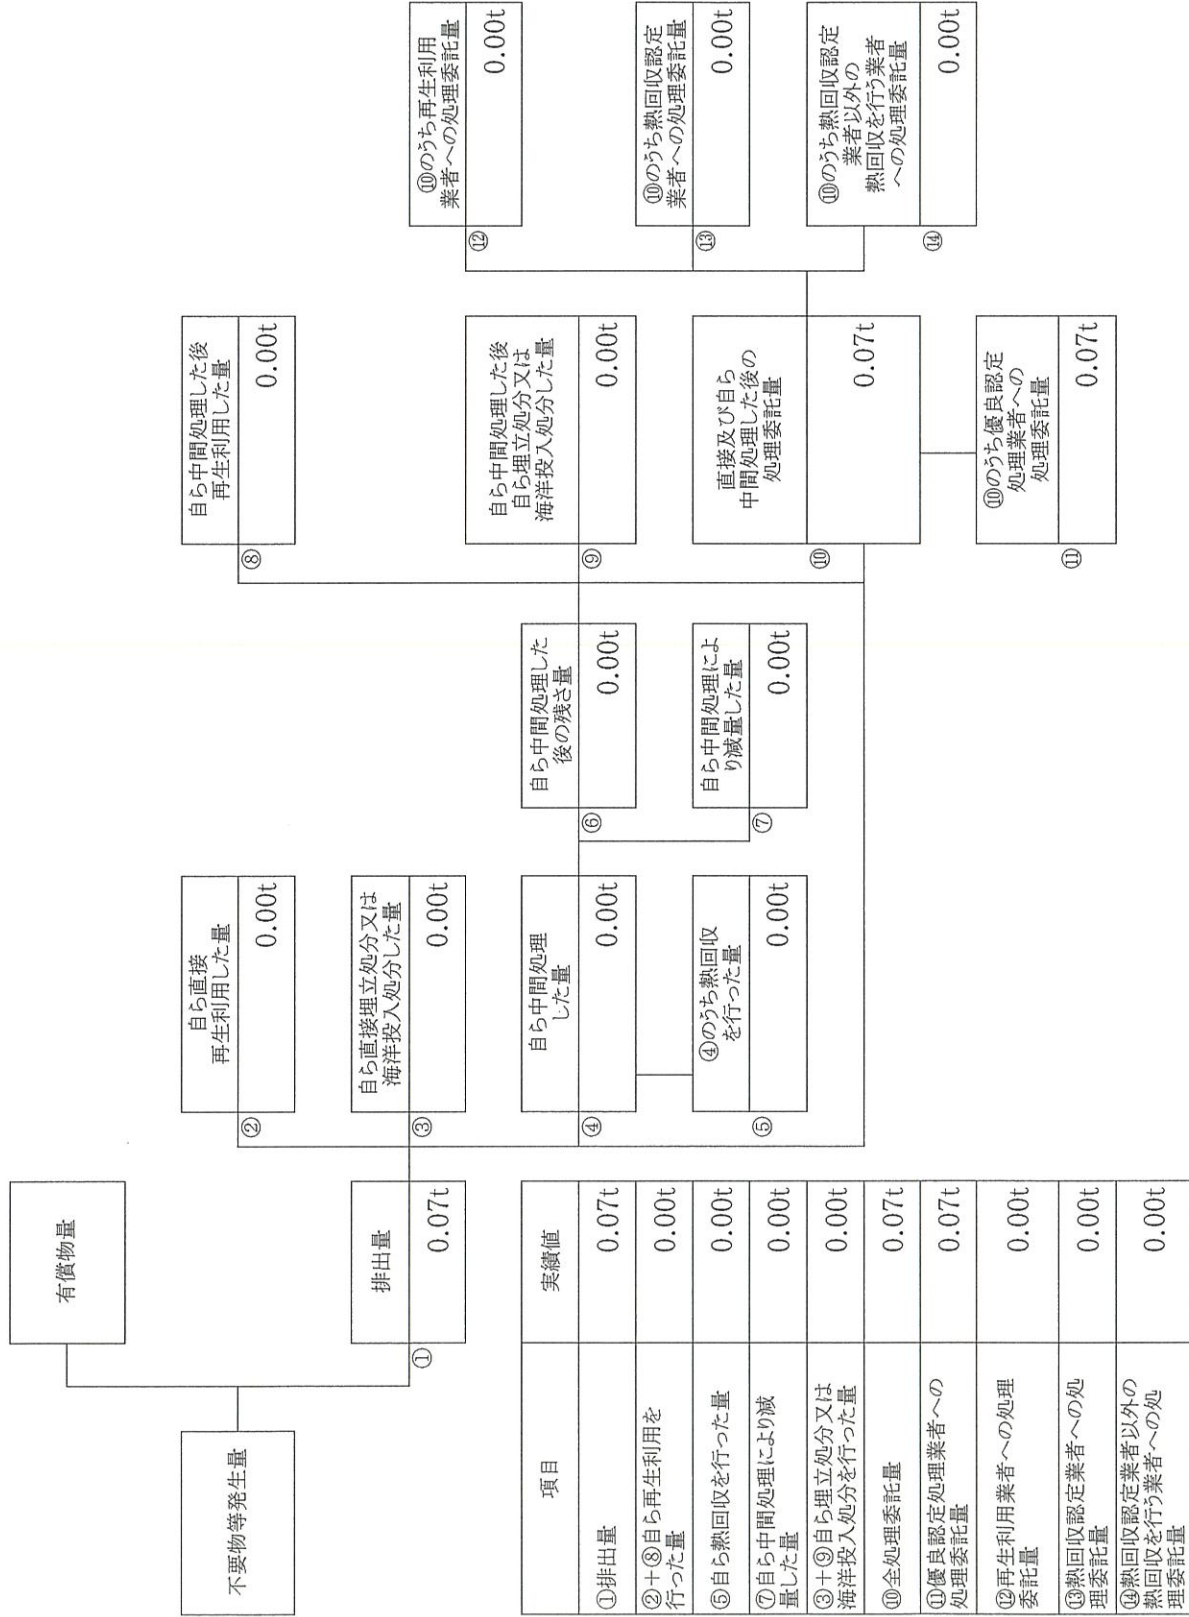 不要物等発生量
有償物量
排出量
①
0.07t
自ら直接
再生利用した量
②
0.00t
自ら直接埋立処分又は
海洋投入処分した量
③
0.00t
自ら中間処理
した量
④
0.00t
④のうち熱回収
を行った量
⑤
0.00t
自ら中間処理した
後の残さ量
⑥
0.00t
自ら中間処理によ
り減量した量
⑦
0.00t
自ら中間処理した後
再生利用した量
⑧
0.00t
自ら中間処理した後
自ら埋立処分又は
海洋投入処分した量
⑨
0.00t
直接及び自ら
中間処理した後の
処理委託量
⑩
0.07t
⑩のうち優良認定
処理業者への
処理委託量
⑪
0.07t
⑩のうち再生利用
業者への処理委託量
⑫
0.00t
⑩のうち熱回収認定
業者への処理委託量
⑬
0.00t
⑩のうち熱回収認定
業者以外の
熱回収を行う業者
への処理委託量
⑭
0.00t
項目 実績値
①排出量 0.07t
②+⑧自ら再生利用を
行った量 0.00t
⑤自ら熱回収を行った量 0.00t
⑦自ら中間処理により減
量した量 0.00t
③+⑨自ら埋立処分又は
海洋投入処分を行った量 0.00t
⑩全処理委託量 0.07t
⑪優良認定処理業者への
処理委託量 0.07t
⑫再生利用業者への処理
委託量 0.00t
⑬熱回収認定業者への処
理委託量 0.00t
⑭熱回収認定業者以外の
熱回収を行う業者への処
理委託量 0.00t